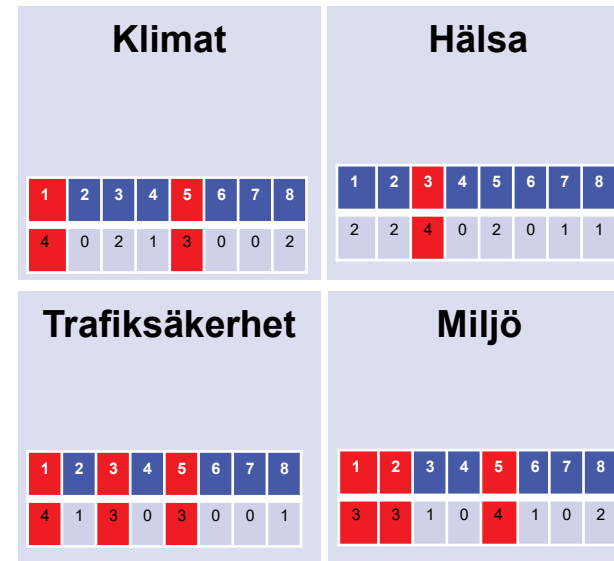 Klimat
1 2 3 4 5 6 7 8
4 0 2 1 3 0 0 2
Hälsa
1 2 3 4 5 6 7 8
2 2 4 0 2 0 1 1
Trafiksäkerhet
1 2 3 4 5 6 7 8
4 1 3 0 3 0 0 1
Miljö
1 2 3 4 5 6 7 8
3 3 1 0 4 1 0 2